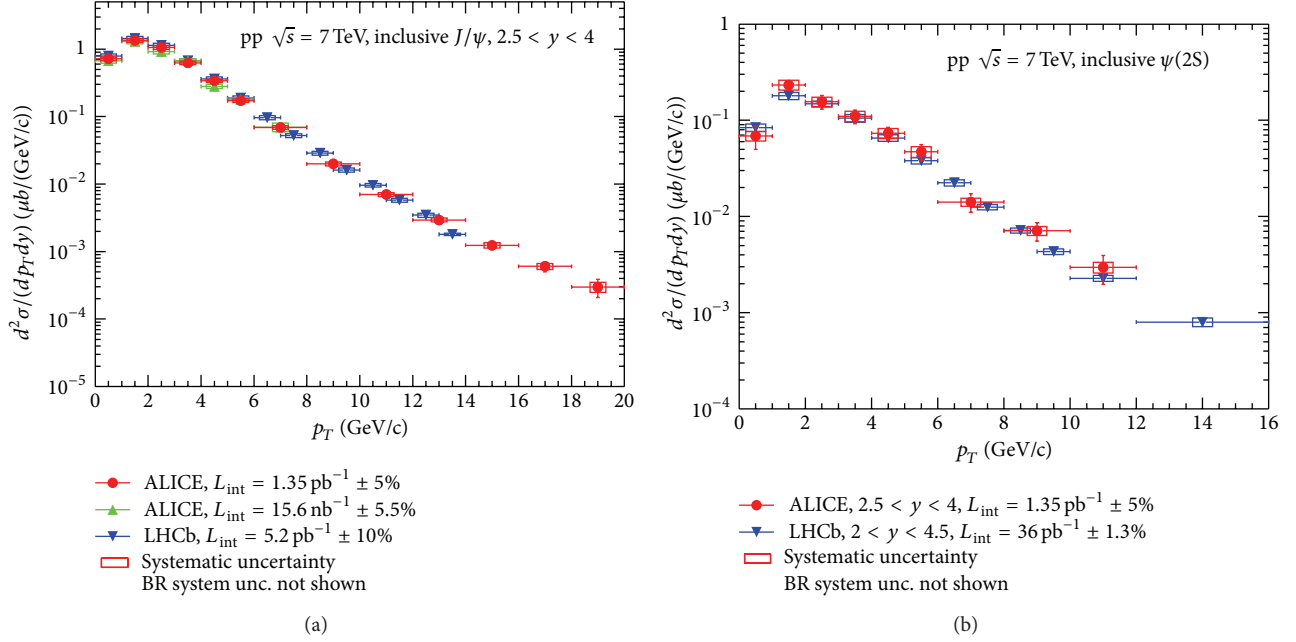 pp √s = 7 TeV, inclusive J/ψ, 2.5 < y < 4
d²σ/(dp_T dy) (μb/(GeV/c))
1
10⁻¹
10⁻²
10⁻³
10⁻⁴
10⁻⁵
0 2 4 6 8 10 12 14 16 18 20
p_T (GeV/c)
ALICE, L_int = 1.35 pb⁻¹ ± 5%
ALICE, L_int = 15.6 nb⁻¹ ± 5.5%
LHCb, L_int = 5.2 pb⁻¹ ± 10%
Systematic uncertainty
BR system unc. not shown
(a)
pp √s = 7 TeV, inclusive ψ(2S)
d²σ/(dp_T dy) (μb/(GeV/c))
1
10⁻¹
10⁻²
10⁻³
10⁻⁴
0 2 4 6 8 10 12 14 16
p_T (GeV/c)
ALICE, 2.5 < y < 4, L_int = 1.35 pb⁻¹ ± 5%
LHCb, 2 < y < 4.5, L_int = 36 pb⁻¹ ± 1.3%
Systematic uncertainty
BR system unc. not shown
(b)